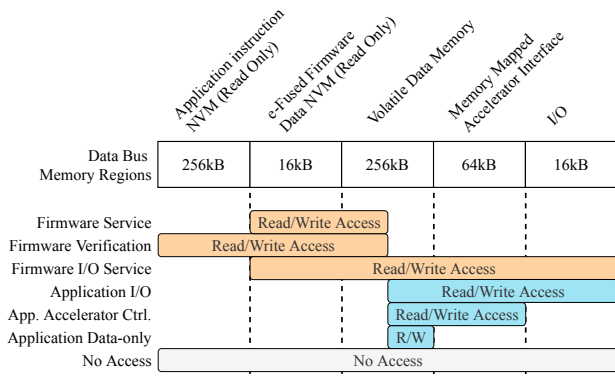 Application instruction
NVM (Read Only)
e-Fused Firmware
Data NVM (Read Only)
Volatile Data Memory
Memory Mapped
Accelerator Interface
I/O
Data Bus
Memory Regions
256kB
16kB
256kB
64kB
16kB
Firmware Service
Read/Write Access
Firmware Verification
Read/Write Access
Firmware I/O Service
Read/Write Access
Application I/O
Read/Write Access
App. Accelerator Ctrl.
Read/Write Access
Application Data-only
R/W
No Access
No Access